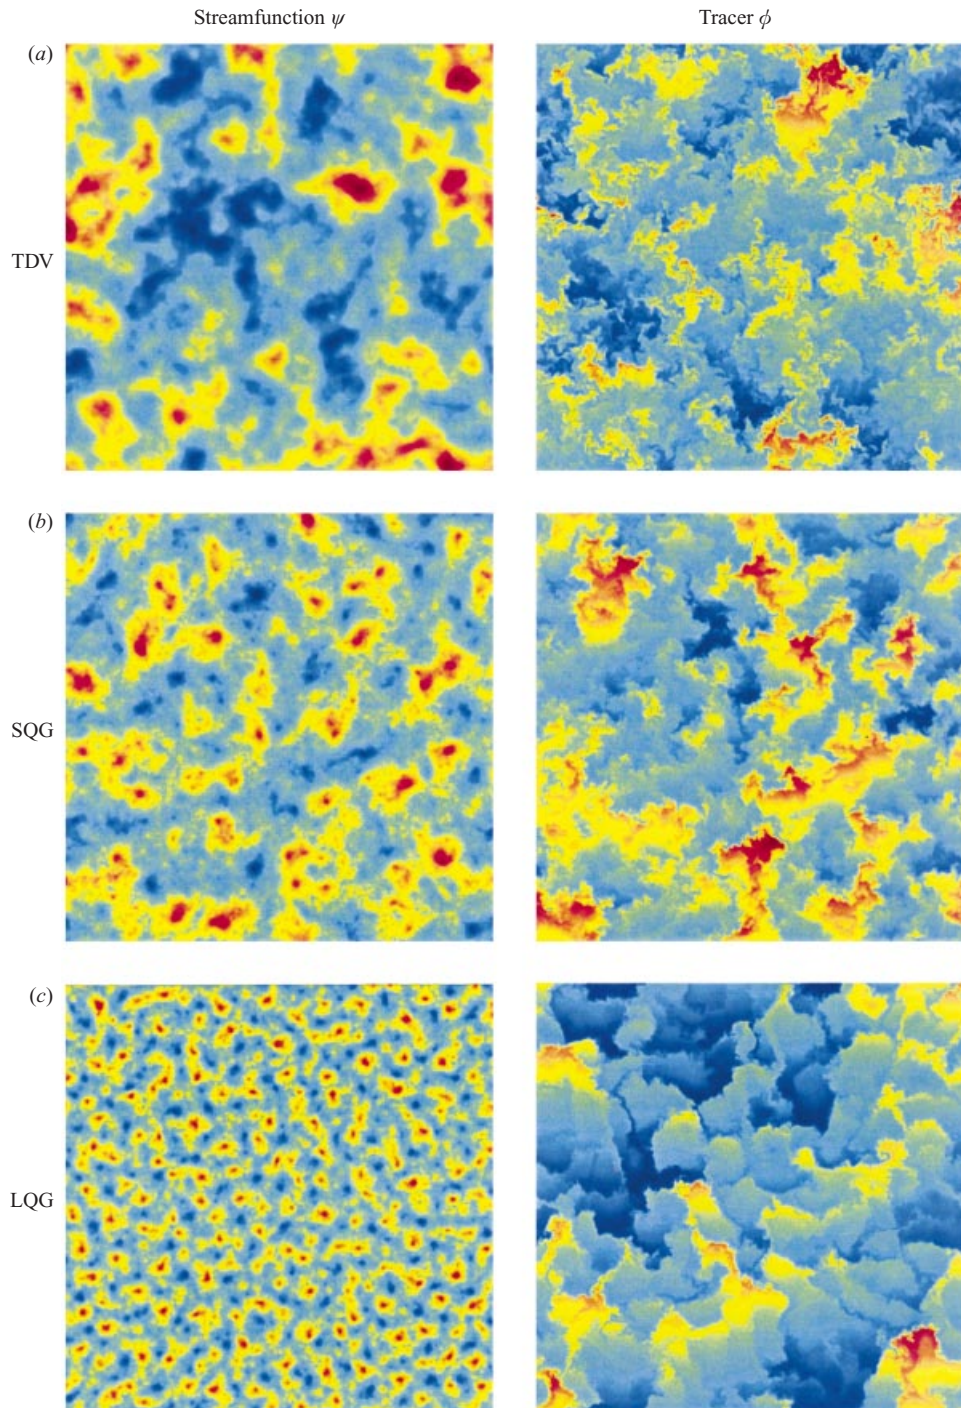 Streamfunction ψ
Tracer ϕ
(a)
TDV
(b)
SQG
(c)
LQG